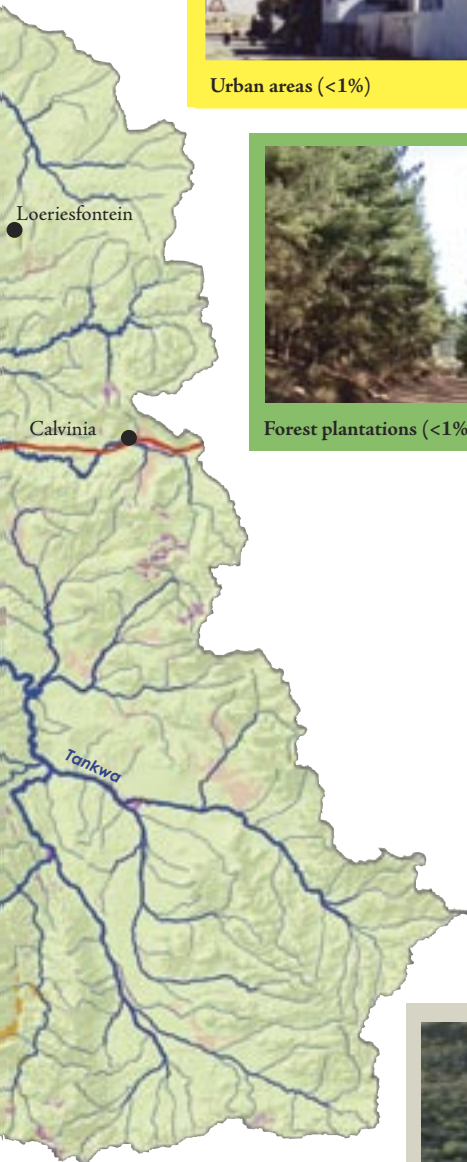 Urban areas (<1%)
Loeriesfontein
Calvinia
Forest plantations (<1%
Tankwa